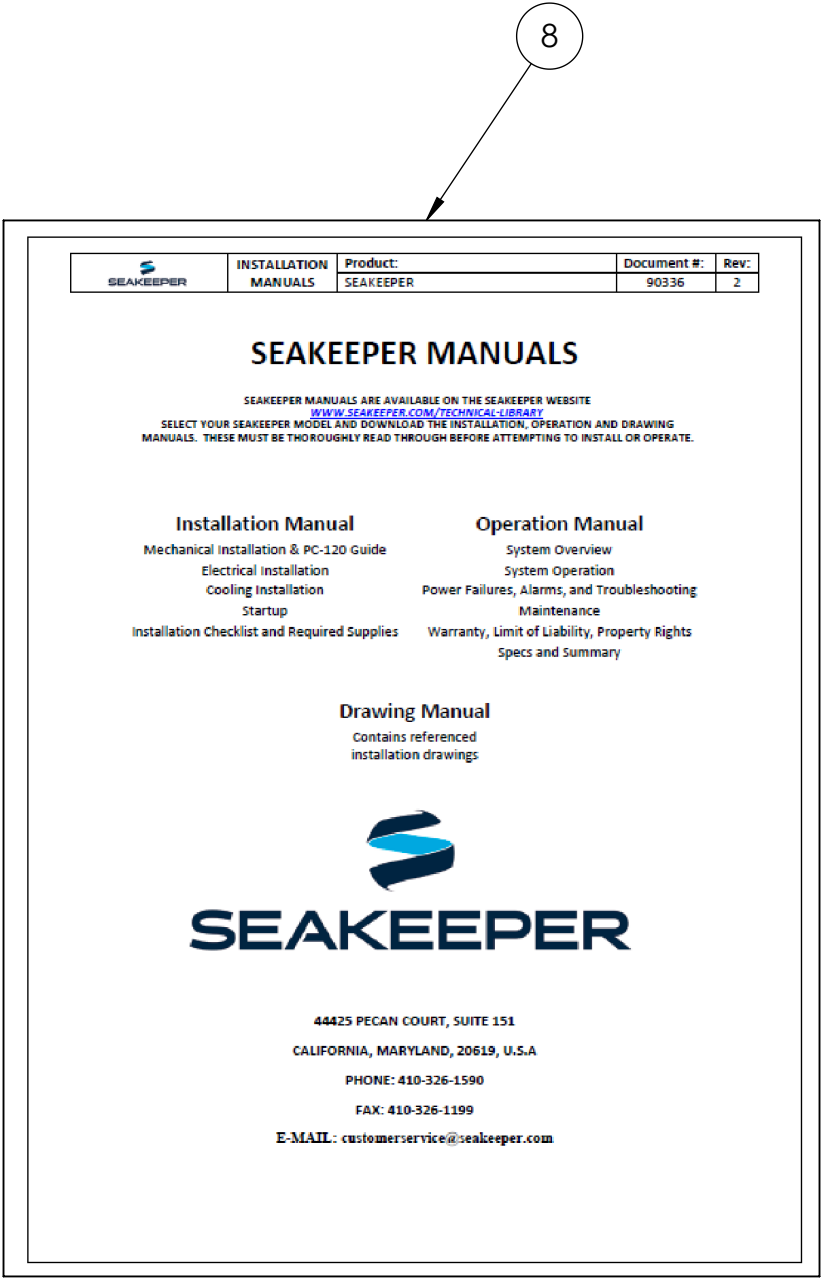 8
SEAKEEPER
INSTALLATION
MANUALS
Product:
SEAKEEPER
Document #:
90336
Rev:
2
SEAKEEPER MANUALS
SEAKEEPER MANUALS ARE AVAILABLE ON THE SEAKEEPER WEBSITE
WWW.SEAKEEPER.COM/TECHNICAL-LIBRARY
SELECT YOUR SEAKEEPER MODEL AND DOWNLOAD THE INSTALLATION, OPERATION AND DRAWING
MANUALS. THESE MUST BE THOROUGHLY READ THROUGH BEFORE ATTEMPTING TO INSTALL OR OPERATE.
Installation Manual
Mechanical Installation & PC-120 Guide
Electrical Installation
Cooling Installation
Startup
Installation Checklist and Required Supplies
Operation Manual
System Overview
System Operation
Power Failures, Alarms, and Troubleshooting
Maintenance
Warranty, Limit of Liability, Property Rights
Specs and Summary
Drawing Manual
Contains referenced
installation drawings
SEAKEEPER
44425 PECAN COURT, SUITE 151
CALIFORNIA, MARYLAND, 20619, U.S.A
PHONE: 410-326-1590
FAX: 410-326-1199
E-MAIL: customerservice@seakeeper.com